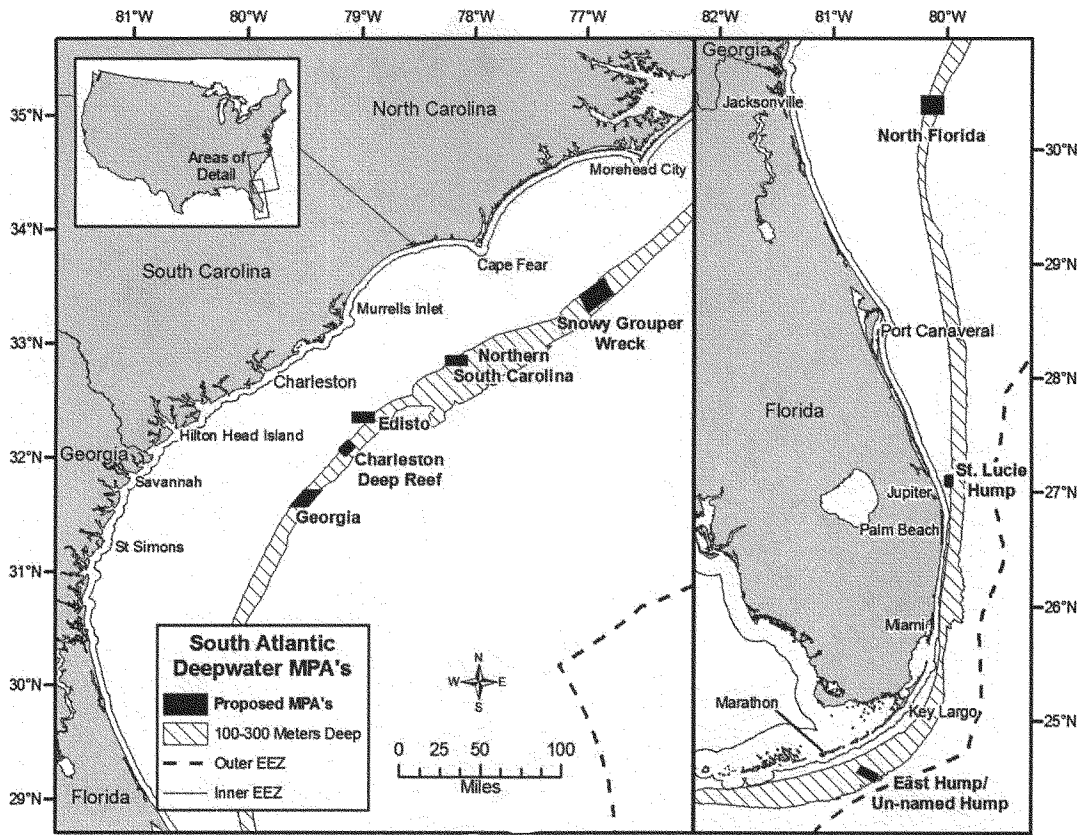 81°W 80°W 79°W 78°W 77°W
82°W 81°W 80°W
35°N
34°N
33°N
32°N
31°N
30°N
29°N
Areas of
Detail
North Carolina
Morehead City
South Carolina
Cape Fear
Murrells Inlet
Snowy Grouper
Wreck
Northern
South Carolina
Charleston
Edisto
Hilton Head Island
Georgia
Charleston
Deep Reef
Savannah
Georgia
St Simons
Florida
South Atlantic
Deepwater MPA's
Proposed MPA's
100-300 Meters Deep
Outer EEZ
Inner EEZ
N
W E
S
0 25 50 100
Miles
Georgia
Jacksonville
North Florida
30°N
29°N
Port Canaveral
28°N
Florida
St. Lucie
Hump
Jupiter
27°N
Palm Beach
26°N
Miami
Marathon
Key Largo
25°N
East Hump/
Un-named Hump